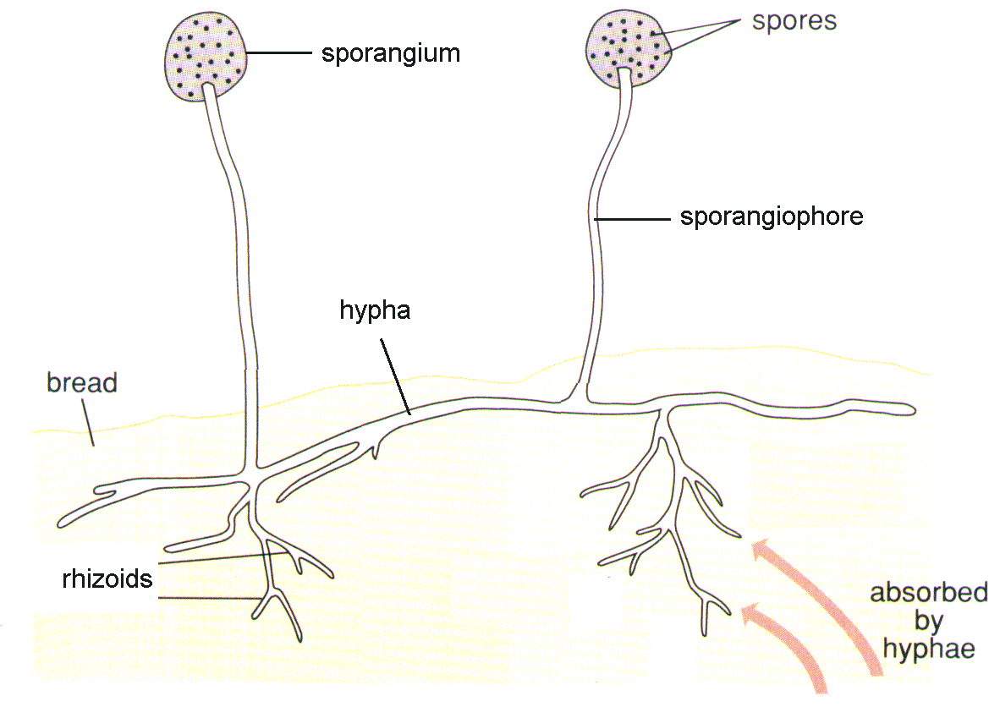 spores
sporangium
sporangiophore
hypha
bread
rhizoids
absorbed
by
hyphae